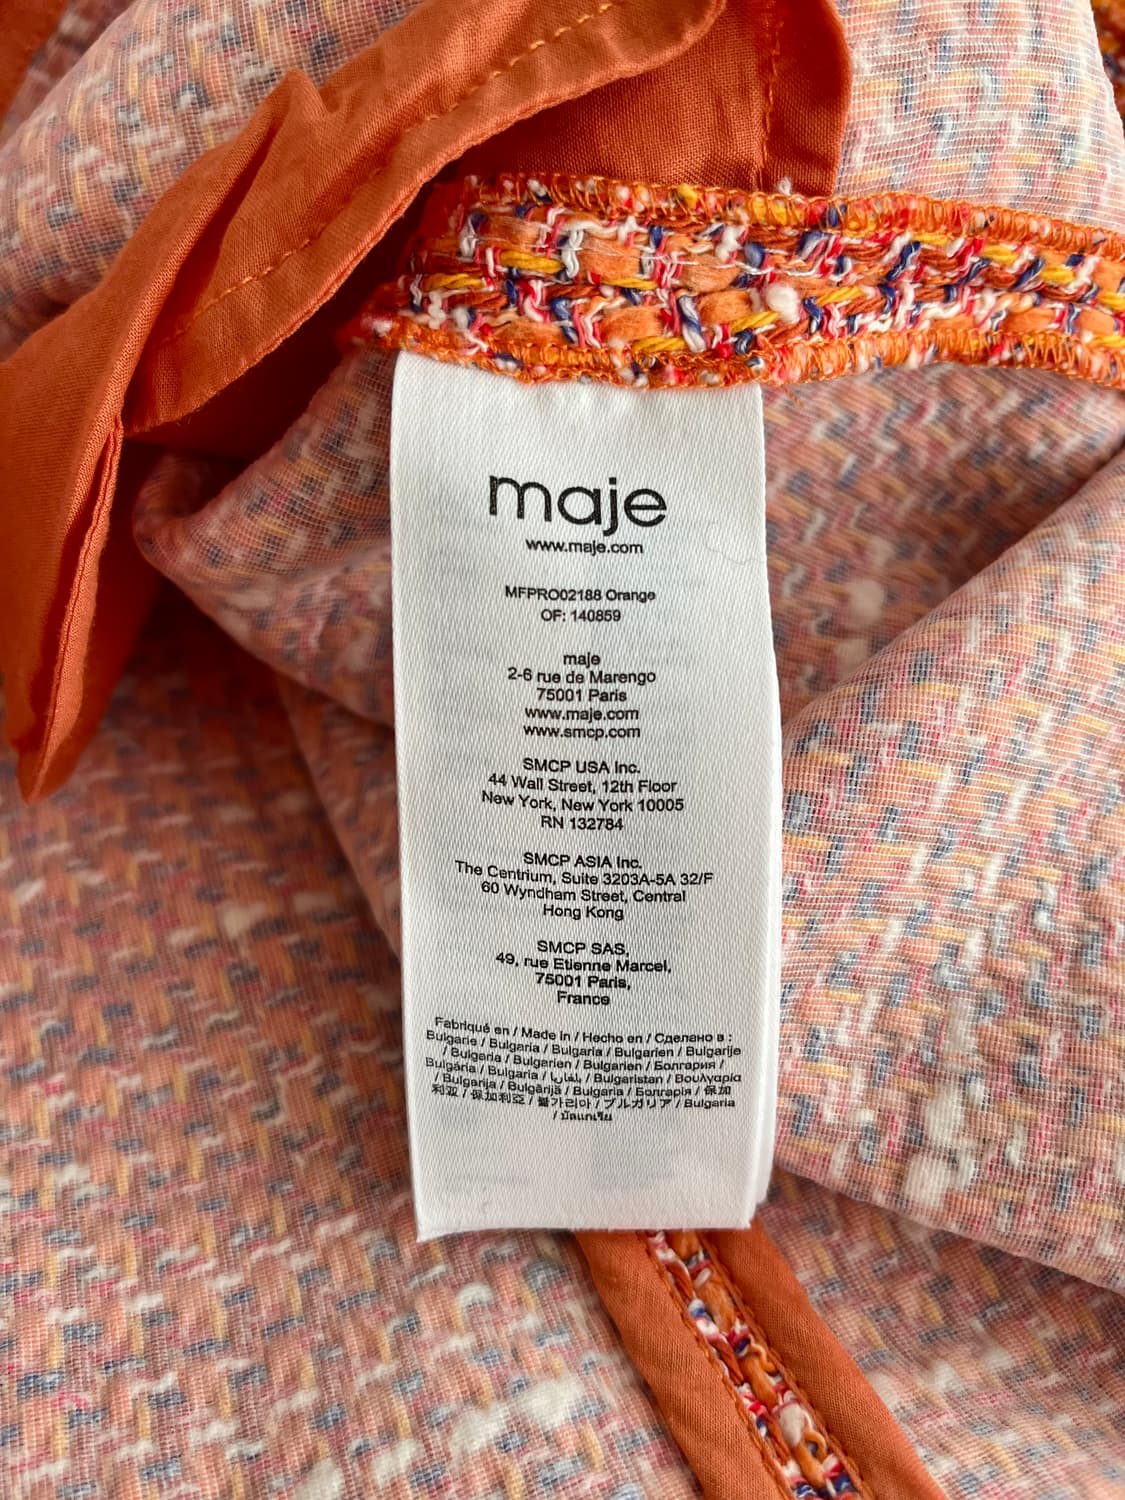 maje
www.maje.com
MFPRO02188 Orange
OF: 140859
maje
2-6 rue de Marengo
75001 Paris
www.maje.com
www.smcp.com
SMCP USA Inc.
44 Wall Street, 12th Floor
New York, New York 10005
RN 132784
SMCP ASIA Inc.
The Centrium, Suite 3203A-5A 32/F
60 Wyndham Street, Central
Hong Kong
SMCP SAS,
49, rue Etienne Marcel,
75001 Paris,
France
Fabriqué en / Made in / Hecho en / Сделано в :
Bulgarie / Bulgaria / Bulgaria / Bulgarien / Bulgarije
/ Bulgaria / Bulgarien / Bulgarien / Болгария /
Bulgária / Bulgaria / بلغاريا / Bulgaristan / Βουλγαρία
/ Bulgarija / Bulgārijā / Bulgaria / Болгарія / 保加
利亚 / 保加利亞 / 불가리아 / ブルガリア / Bulgaria